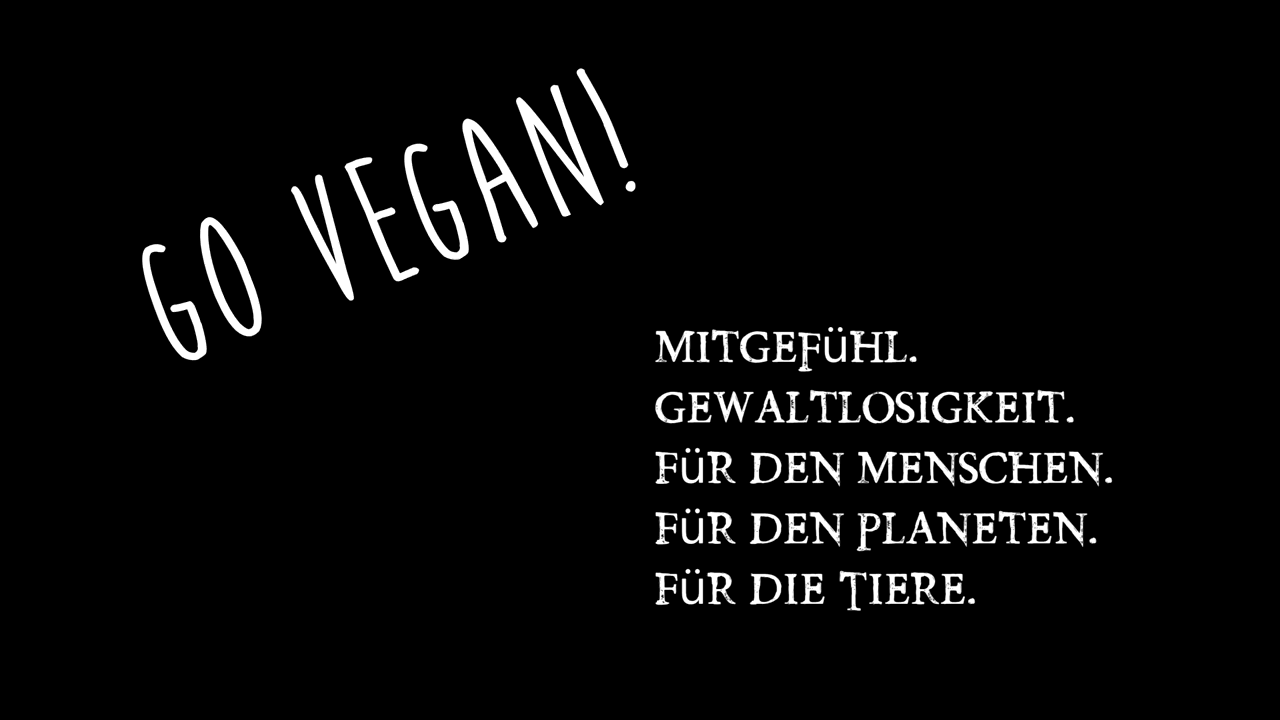 GO VEGAN!
MITGEFÜHL.
GEWALTLOSIGKEIT.
FÜR DEN MENSCHEN.
FÜR DEN PLANETEN.
FÜR DIE TIERE.